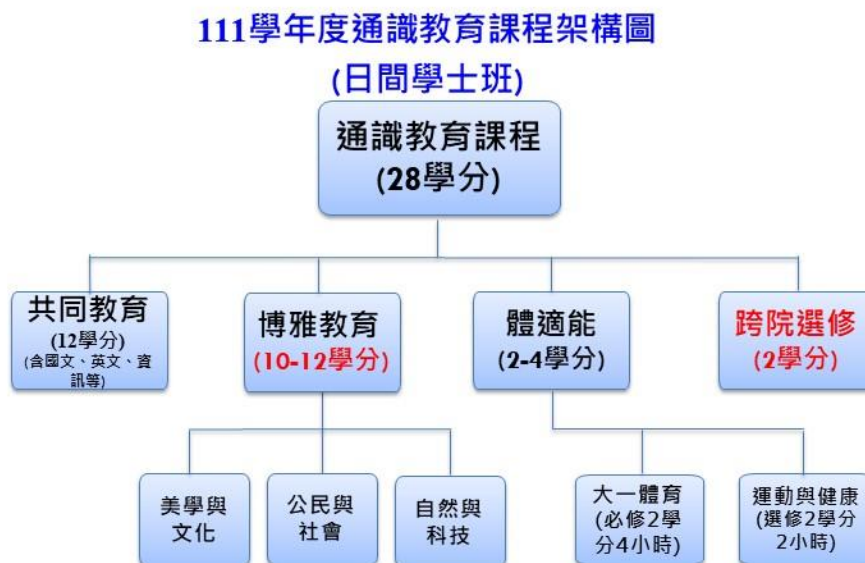 111學年度通識教育課程架構圖
(日間學士班)
通識教育課程
(28學分)
共同教育
(12學分)
(含國文、英文、資
訊等)
博雅教育
(10-12學分)
體適能
(2-4學分)
跨院選修
(2學分)
美學與
文化
公民與
社會
自然與
科技
大一體育
(必修2學
分4小時)
運動與健康
(選修2學分
2小時)